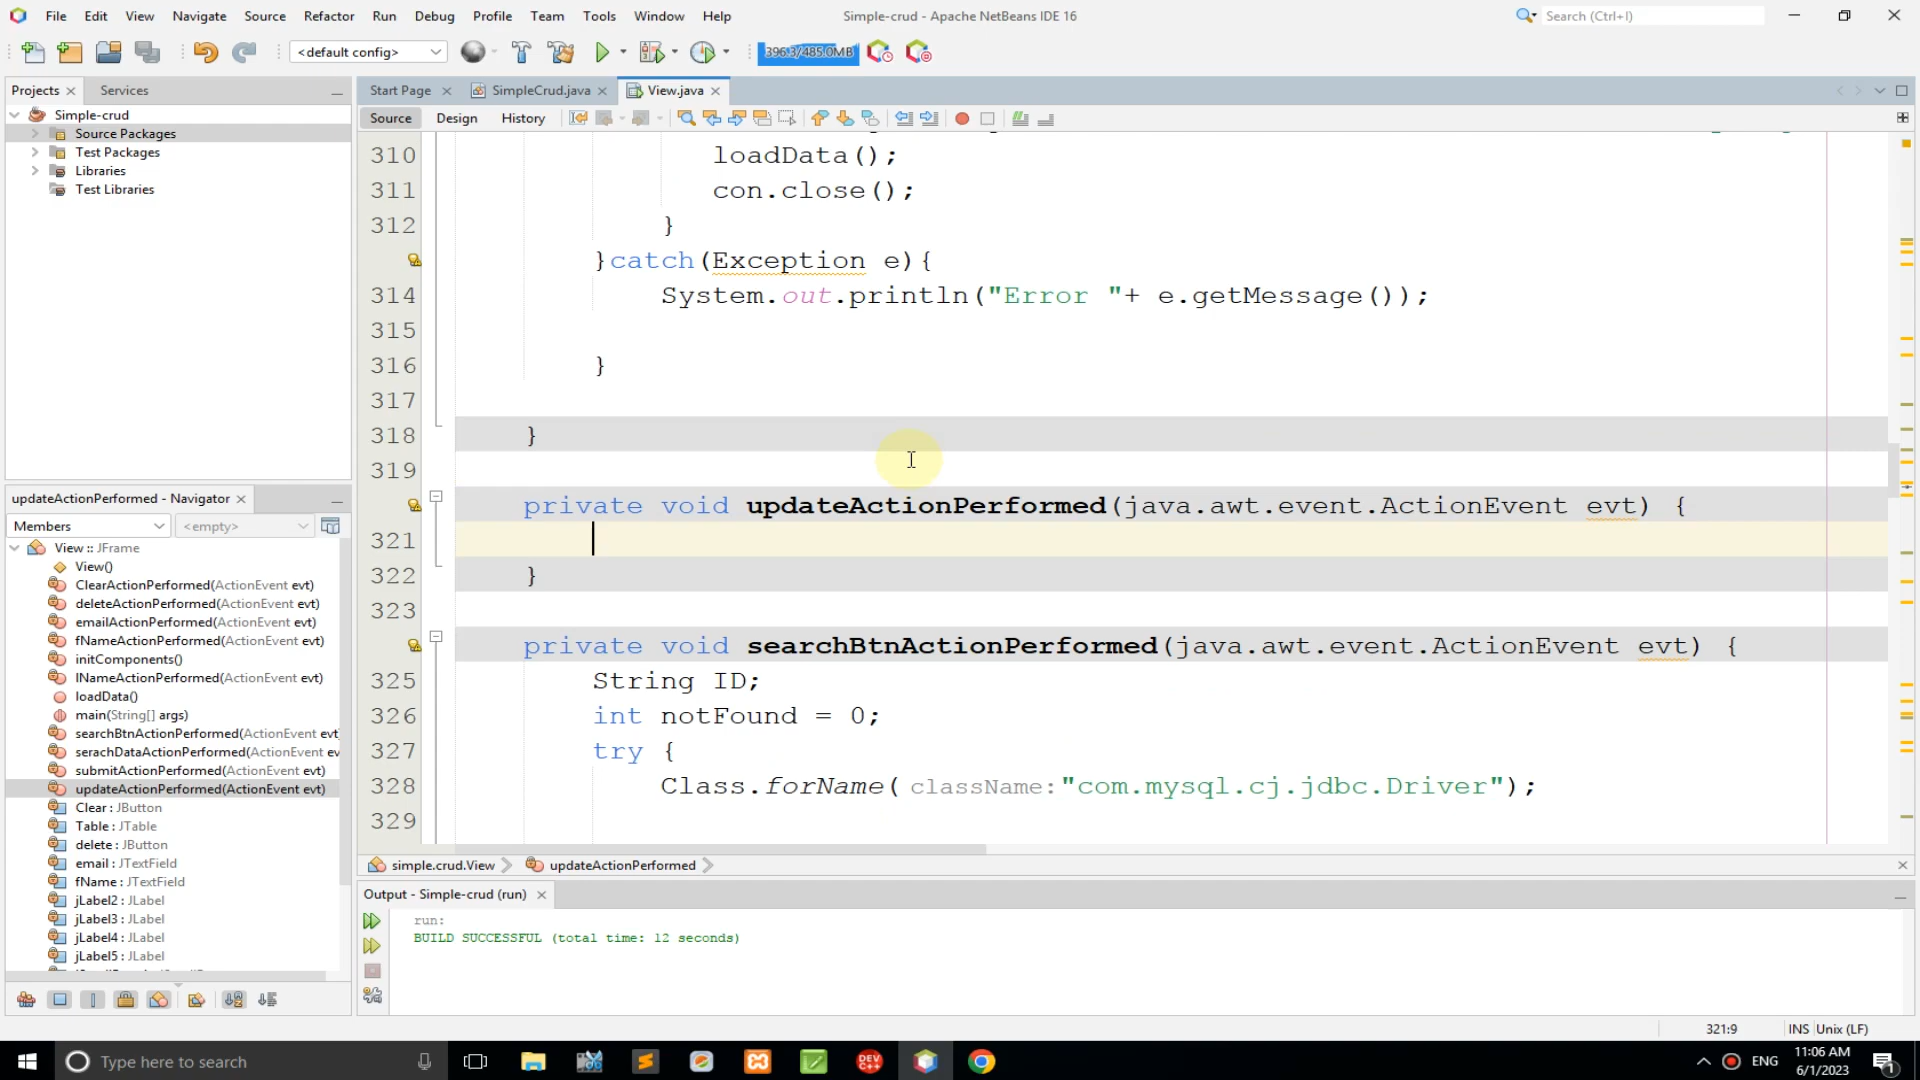 File Edit View Navigate Source Refactor Run Debug Profile Team Tools Window Help
Simple-crud - Apache NetBeans IDE 16
Search (Ctrl+I)
<default config>
396.3/485.0MB
Projects
Services
Start Page
SimpleCrud.java
View.java
Simple-crud
Source Packages
Test Packages
Libraries
Test Libraries
Source Design History
310 loadData();
311 con.close();
312 }
}catch(Exception e){
314 System.out.println("Error "+ e.getMessage());
315
316 }
317
318 }
319
private void updateActionPerformed(java.awt.event.ActionEvent evt) {
321
322 }
323
private void searchBtnActionPerformed(java.awt.event.ActionEvent evt) {
325 String ID;
326 int notFound = 0;
327 try {
328 Class.forName( className:"com.mysql.cj.jdbc.Driver");
329
updateActionPerformed - Navigator
Members
<empty>
View :: JFrame
View()
ClearActionPerformed(ActionEvent evt)
deleteActionPerformed(ActionEvent evt)
emailActionPerformed(ActionEvent evt)
fNameActionPerformed(ActionEvent evt)
initComponents()
lNameActionPerformed(ActionEvent evt)
loadData()
main(String[] args)
searchBtnActionPerformed(ActionEvent evt
serachDataActionPerformed(ActionEvent ev
submitActionPerformed(ActionEvent evt)
updateActionPerformed(ActionEvent evt)
Clear : JButton
Table : JTable
delete : JButton
email : JTextField
fName : JTextField
jLabel2 : JLabel
jLabel3 : JLabel
jLabel4 : JLabel
jLabel5 : JLabel
simple.crud.View
updateActionPerformed
Output - Simple-crud (run)
run:
BUILD SUCCESSFUL (total time: 12 seconds)
321:9
INS Unix (LF)
Type here to search
DEV C++
ENG
11:06 AM
6/1/2023
1